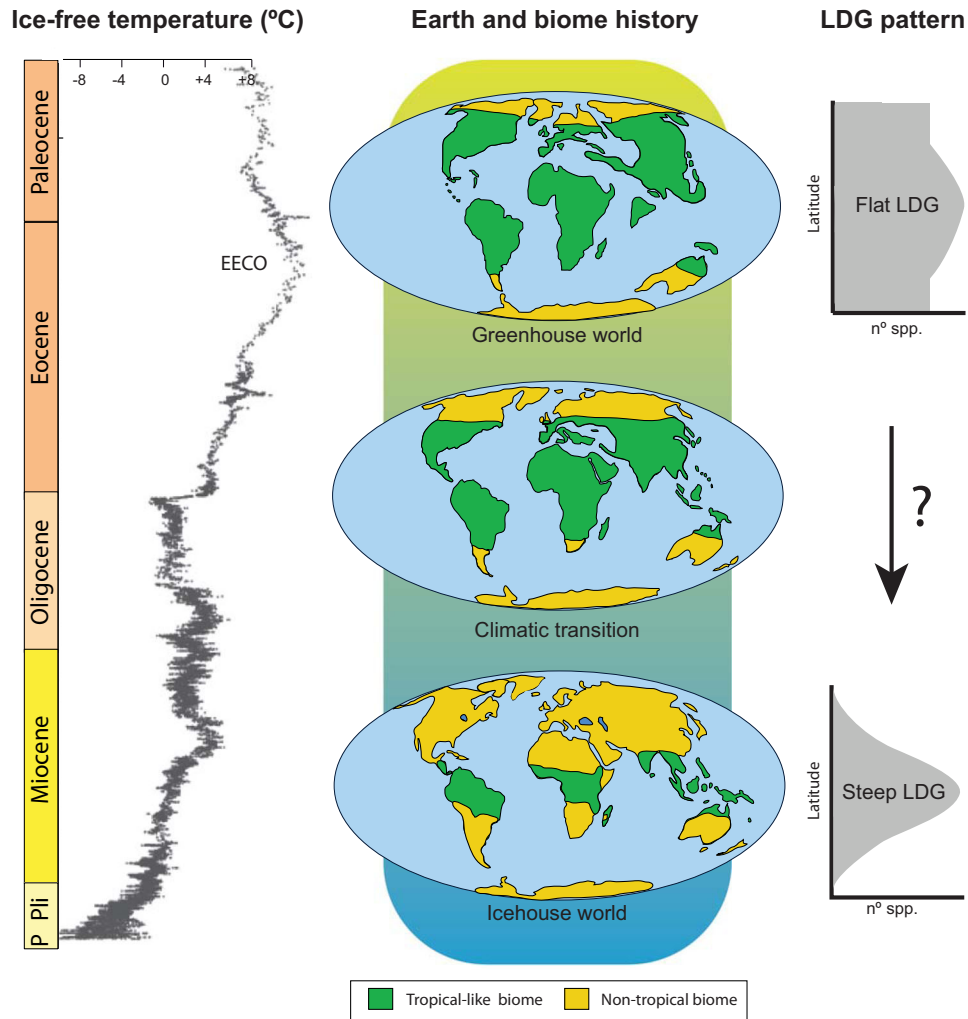 Ice-free temperature (ºC)
Earth and biome history
LDG pattern
-8 -4 0 +4 +8
Paleocene
Eocene
Oligocene
Miocene
Pli
P
EECO
Greenhouse world
Climatic transition
Icehouse world
Latitude
Flat LDG
nº spp.
?
Latitude
Steep LDG
nº spp.
Tropical-like biome
Non-tropical biome